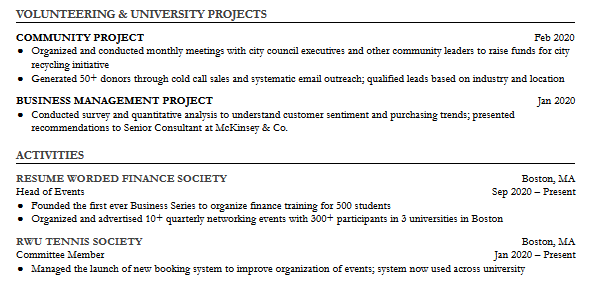 VOLUNTEERING & UNIVERSITY PROJECTS
COMMUNITY PROJECT Feb 2020
• Organized and conducted monthly meetings with city council executives and other community leaders to raise funds for city
recycling initiative
• Generated 50+ donors through cold call sales and systematic email outreach; qualified leads based on industry and location
BUSINESS MANAGEMENT PROJECT Jan 2020
• Conducted survey and quantitative analysis to understand customer sentiment and purchasing trends; presented
recommendations to Senior Consultant at McKinsey & Co.
ACTIVITIES
RESUME WORDED FINANCE SOCIETY Boston, MA
Head of Events Sep 2020 – Present
• Founded the first ever Business Series to organize finance training for 500 students
• Organized and advertised 10+ quarterly networking events with 300+ participants in 3 universities in Boston
RWU TENNIS SOCIETY Boston, MA
Committee Member Jan 2020 – Present
• Managed the launch of new booking system to improve organization of events; system now used across university